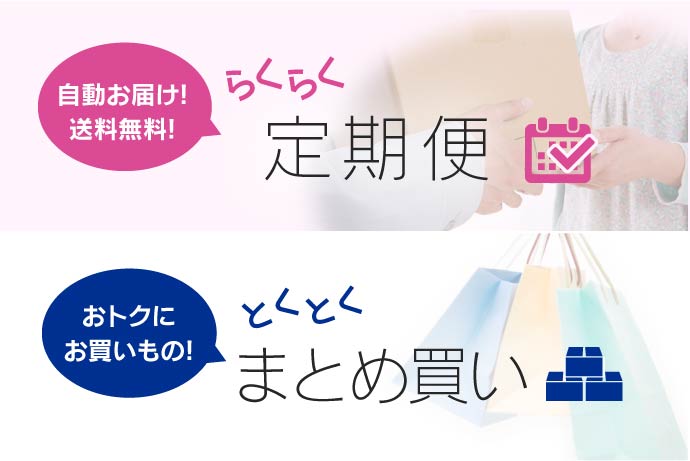 自動お届け!
送料無料!
らくらく
定期便
おトクに
お買いもの!
とくとく
まとめ買い